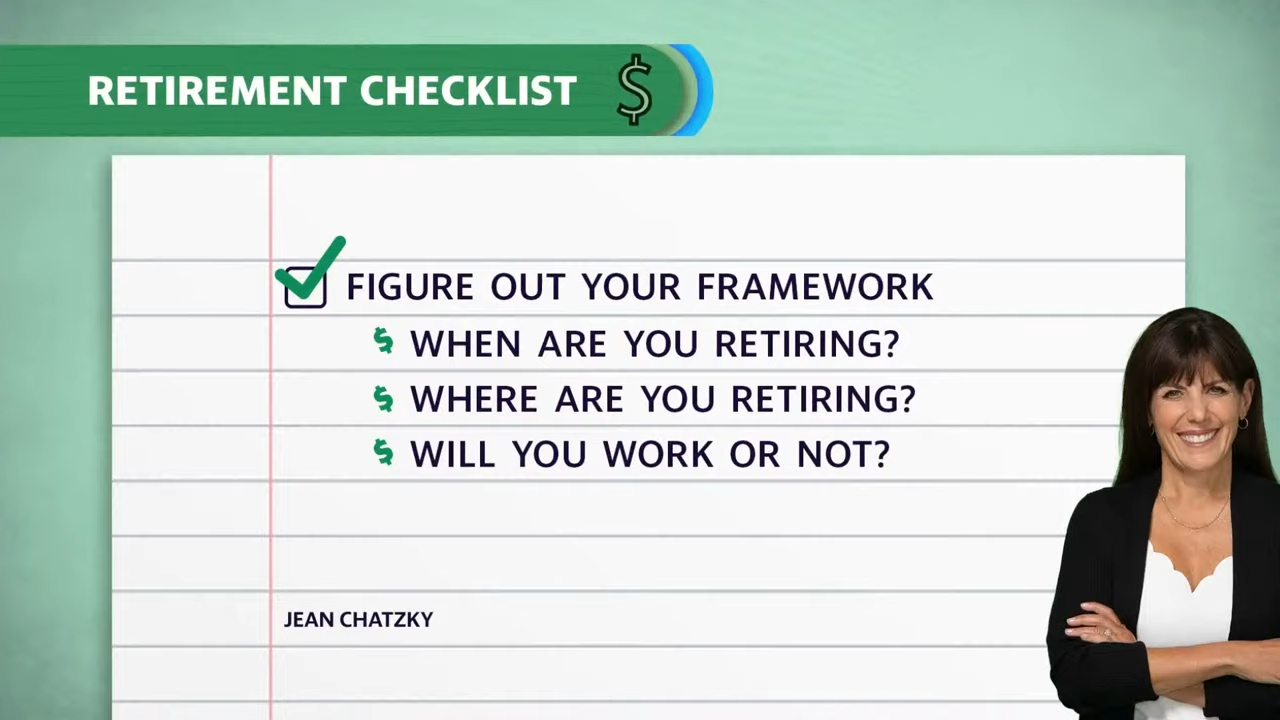 RETIREMENT CHECKLIST $
FIGURE OUT YOUR FRAMEWORK
$ WHEN ARE YOU RETIRING?
$ WHERE ARE YOU RETIRING?
$ WILL YOU WORK OR NOT?
JEAN CHATZKY